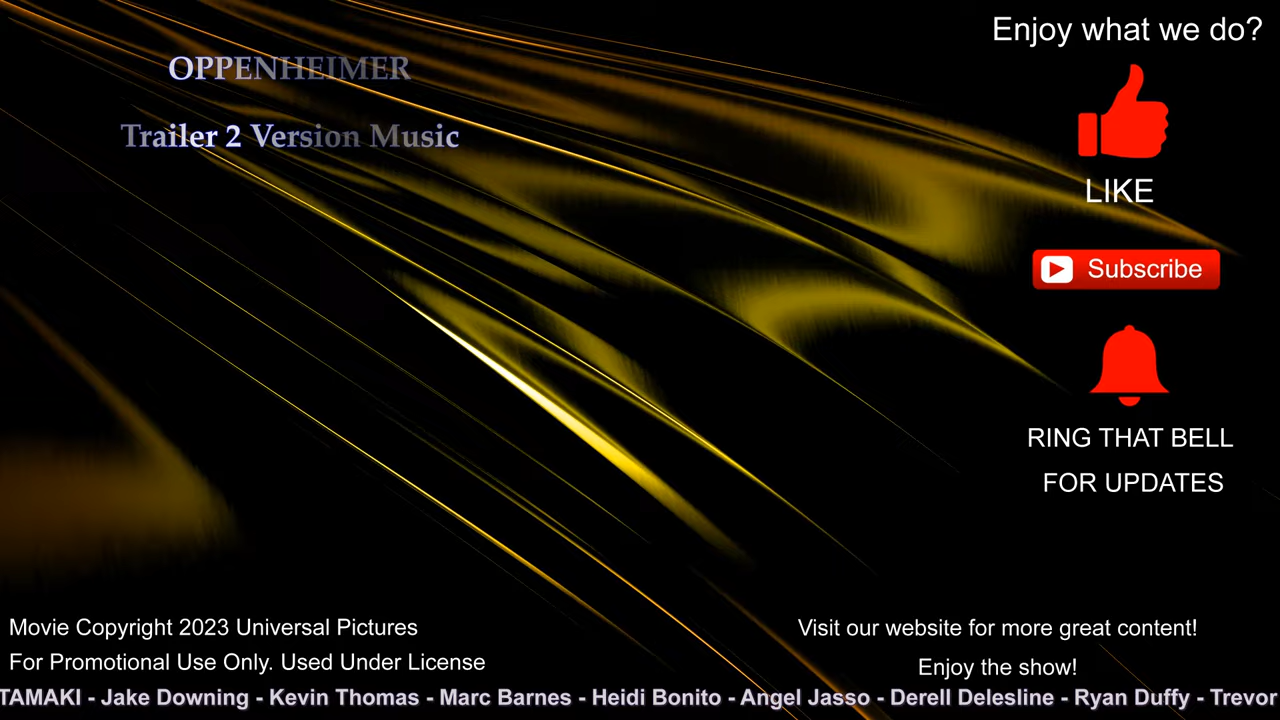 Enjoy what we do?
OPPENHEIMER
Trailer 2 Version Music
LIKE
Subscribe
RING THAT BELL
FOR UPDATES
Movie Copyright 2023 Universal Pictures
For Promotional Use Only. Used Under License
Visit our website for more great content!
Enjoy the show!
TAMAKI - Jake Downing - Kevin Thomas - Marc Barnes - Heidi Bonito - Angel Jasso - Derell Delesline - Ryan Duffy - Trevor